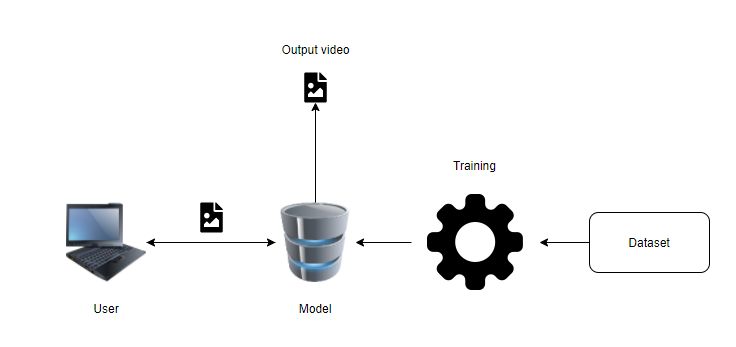 Output video
Training
Dataset
User
Model